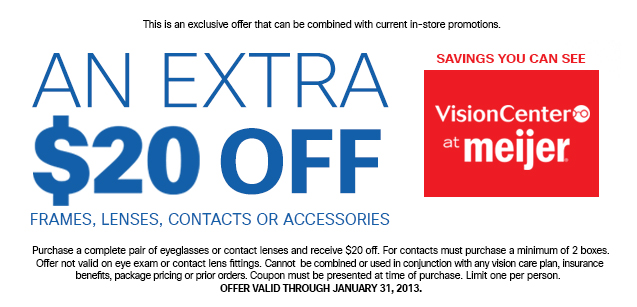 This is an exclusive offer that can be combined with current in-store promotions.
AN EXTRA
$20 OFF
FRAMES, LENSES, CONTACTS OR ACCESSORIES
SAVINGS YOU CAN SEE
VisionCenter
at meijer
Purchase a complete pair of eyeglasses or contact lenses and receive $20 off. For contacts must purchase a minimum of 2 boxes.
Offer not valid on eye exam or contact lens fittings. Cannot be combined or used in conjunction with any vision care plan, insurance
benefits, package pricing or prior orders. Coupon must be presented at time of purchase. Limit one per person.
OFFER VALID THROUGH JANUARY 31, 2013.